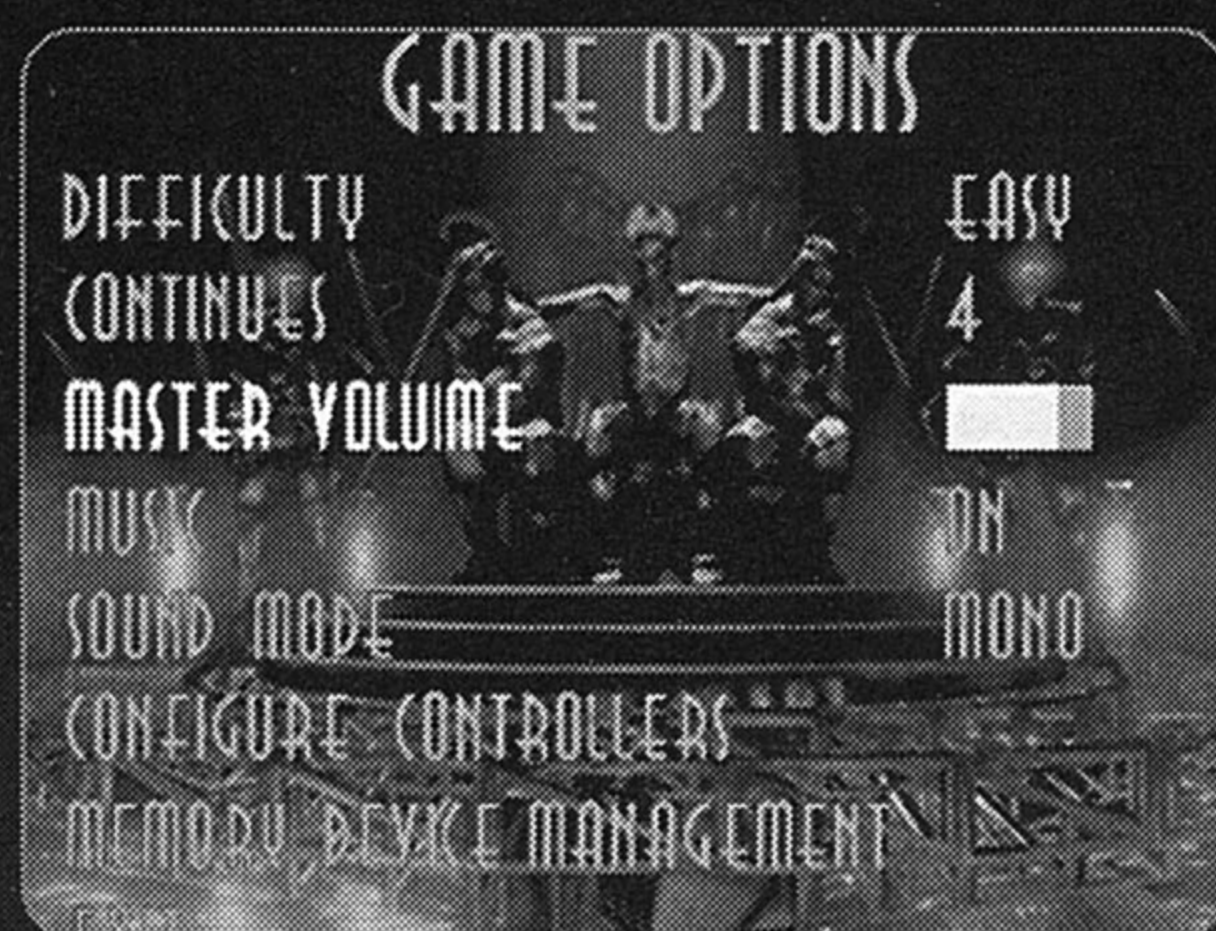 GAME OPTIONS
DIFFICULTY EASY
CONTINUES 4
MASTER VOLUME
MUSIC ON
SOUND MODE MONO
CONFIGURE CONTROLLERS
MEMORY DEVICE MANAGEMENT